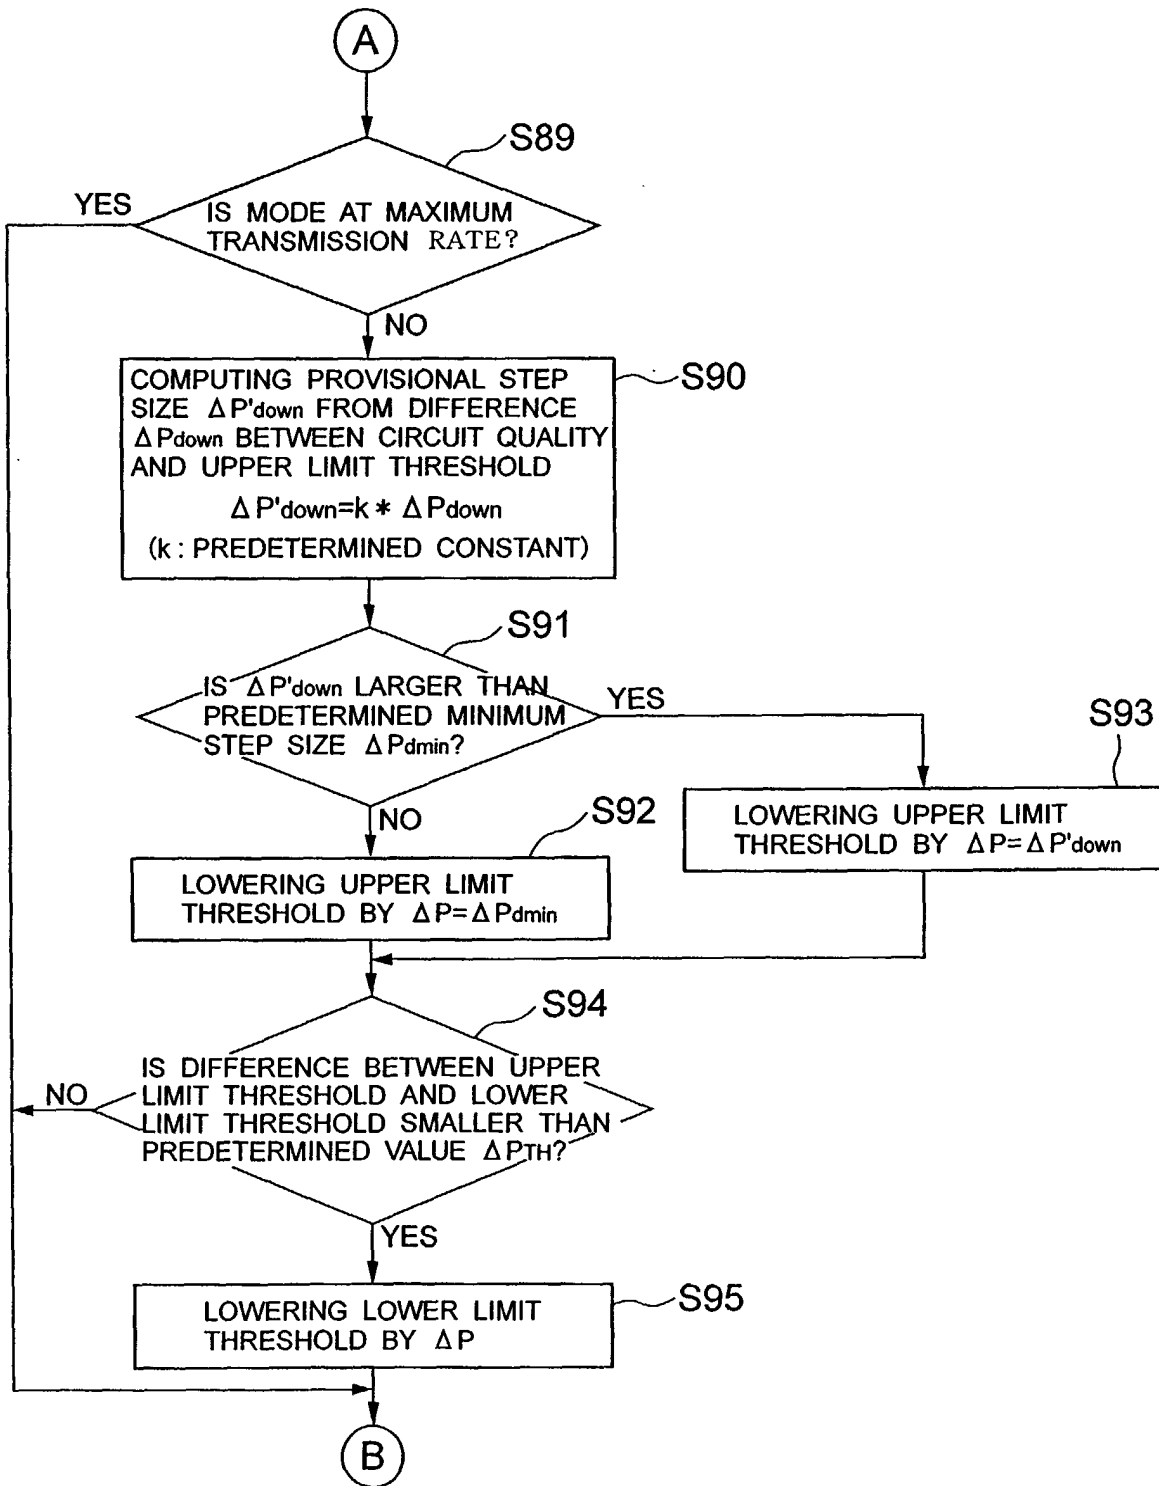 A
S89
YES
IS MODE AT MAXIMUM
TRANSMISSION RATE?
NO
S90
COMPUTING PROVISIONAL STEP
SIZE ΔP'down FROM DIFFERENCE
ΔPdown BETWEEN CIRCUIT QUALITY
AND UPPER LIMIT THRESHOLD
ΔP'down=k * ΔPdown
(k : PREDETERMINED CONSTANT)
S91
IS ΔP'down LARGER THAN
PREDETERMINED MINIMUM
STEP SIZE ΔPdmin?
YES
S93
LOWERING UPPER LIMIT
THRESHOLD BY ΔP=ΔP'down
NO
S92
LOWERING UPPER LIMIT
THRESHOLD BY ΔP=ΔPdmin
S94
IS DIFFERENCE BETWEEN UPPER
LIMIT THRESHOLD AND LOWER
LIMIT THRESHOLD SMALLER THAN
PREDETERMINED VALUE ΔPTH?
NO
YES
S95
LOWERING LOWER LIMIT
THRESHOLD BY ΔP
B